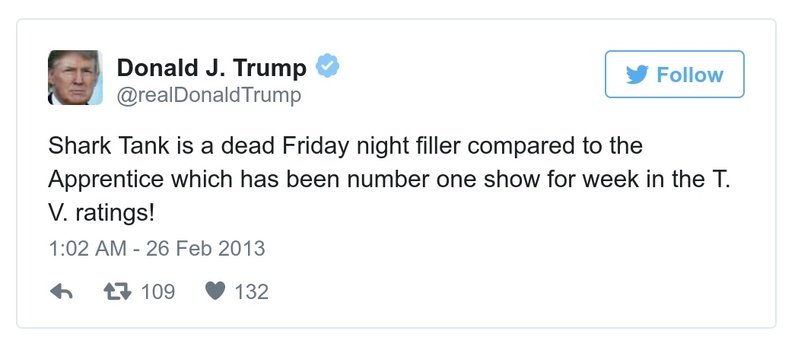 Donald J. Trump
@realDonaldTrump
Follow
Shark Tank is a dead Friday night filler compared to the
Apprentice which has been number one show for week in the T.
V. ratings!
1:02 AM - 26 Feb 2013
109 132